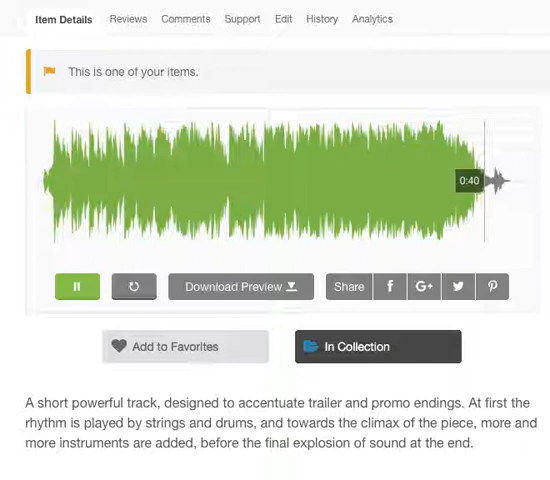 Item Details Reviews Comments Support Edit History Analytics
This is one of your items.
0:40
Download Preview Share f G+
Add to Favorites In Collection
A short powerful track, designed to accentuate trailer and promo endings. At first the
rhythm is played by strings and drums, and towards the climax of the piece, more and
more instruments are added, before the final explosion of sound at the end.